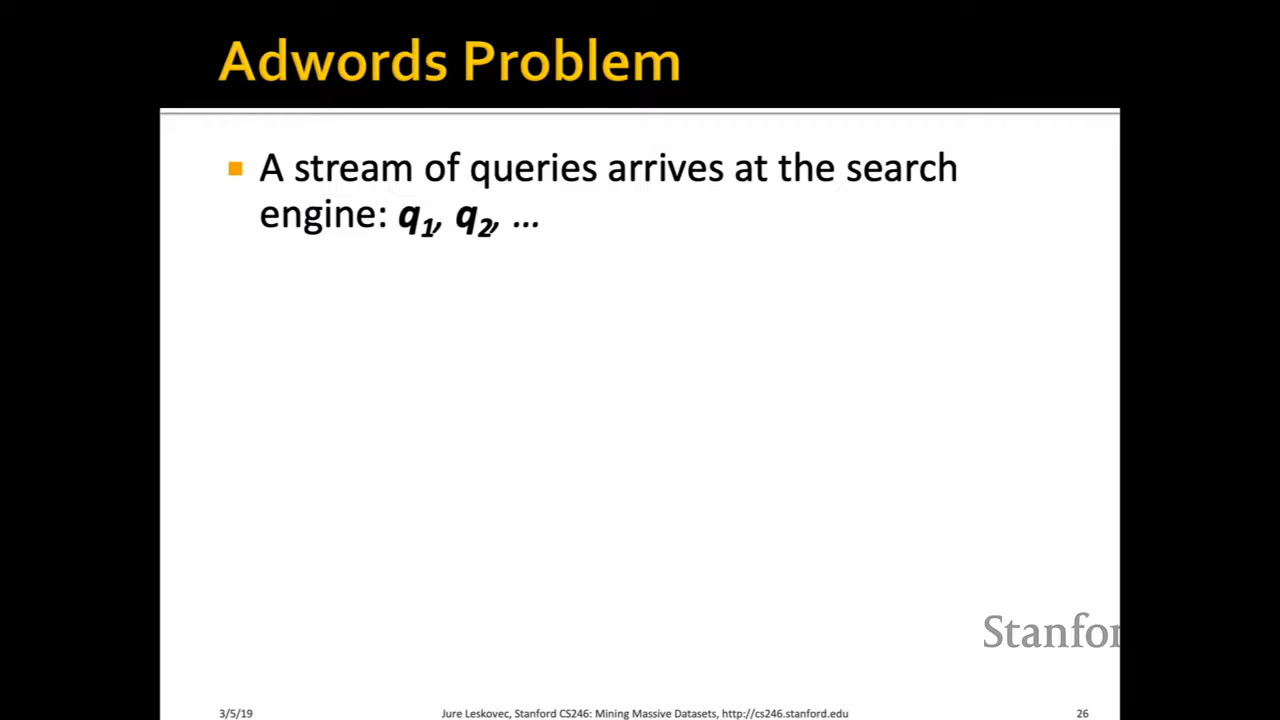 Adwords Problem
A stream of queries arrives at the search
engine: q1, q2, ...
Stanfor
3/5/19 Jure Leskovec, Stanford CS246: Mining Massive Datasets, http://cs246.stanford.edu 26